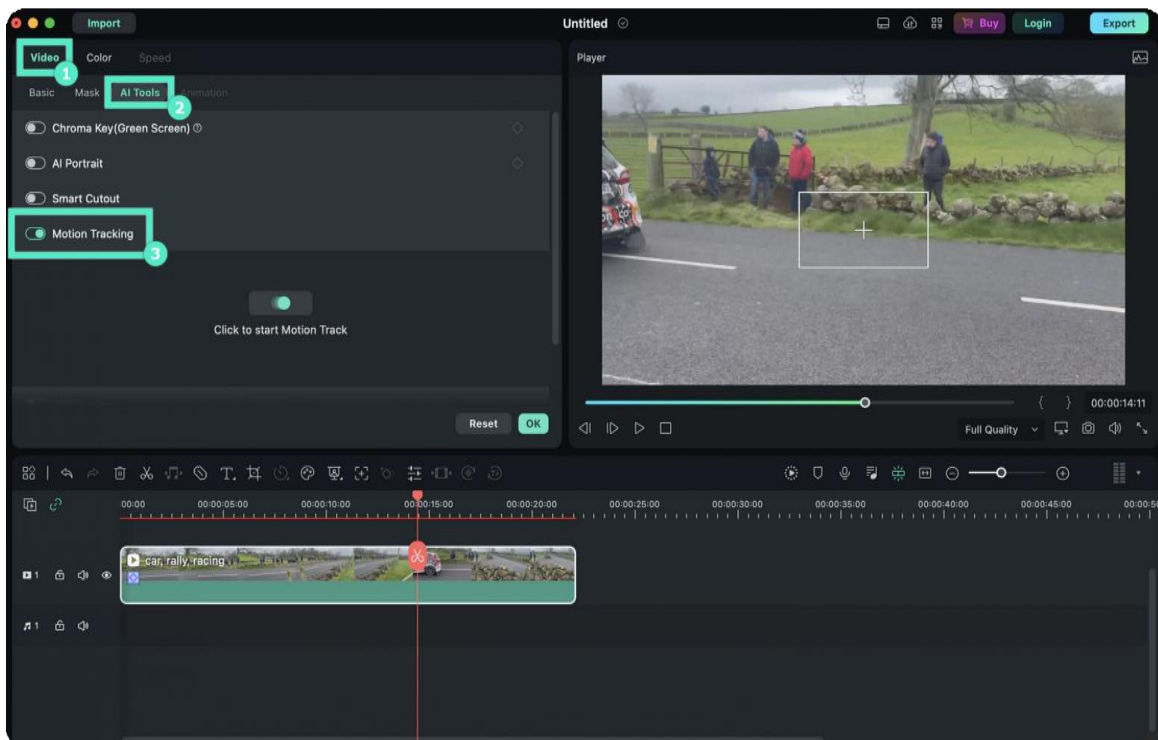 Import
Untitled
Buy
Login
Export
Video
Color
Speed
1
Player
Basic
Mask
AI Tools
Animation
2
Chroma Key(Green Screen)
AI Portrait
Smart Cutout
Motion Tracking
3
Click to start Motion Track
Reset
OK
{ } 00:00:14:11
Full Quality
00:00 00:00:05:00 00:00:10:00 00:00:15:00 00:00:20:00 00:00:25:00 00:00:30:00 00:00:35:00 00:00:40:00 00:00:45:00 00:00:50
car, rally, racing
1
1